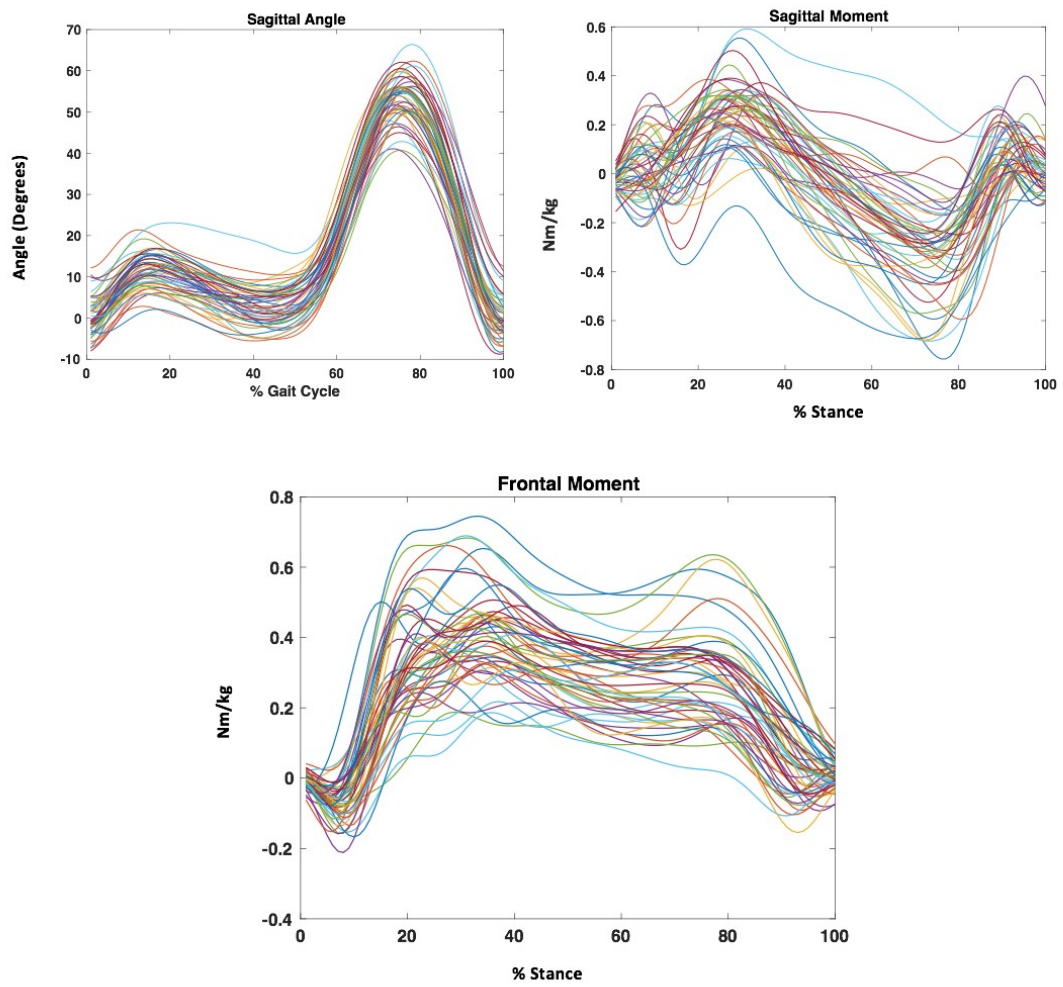 Sagittal Angle
70
60
50
40
30
20
10
0
-10
Angle (Degrees)
0 20 40 60 80 100
% Gait Cycle
Sagittal Moment
0.6
0.4
0.2
0
-0.2
-0.4
-0.6
-0.8
Nm/kg
0 20 40 60 80 100
% Stance
Frontal Moment
0.8
0.6
0.4
0.2
0
-0.2
-0.4
Nm/kg
0 20 40 60 80 100
% Stance